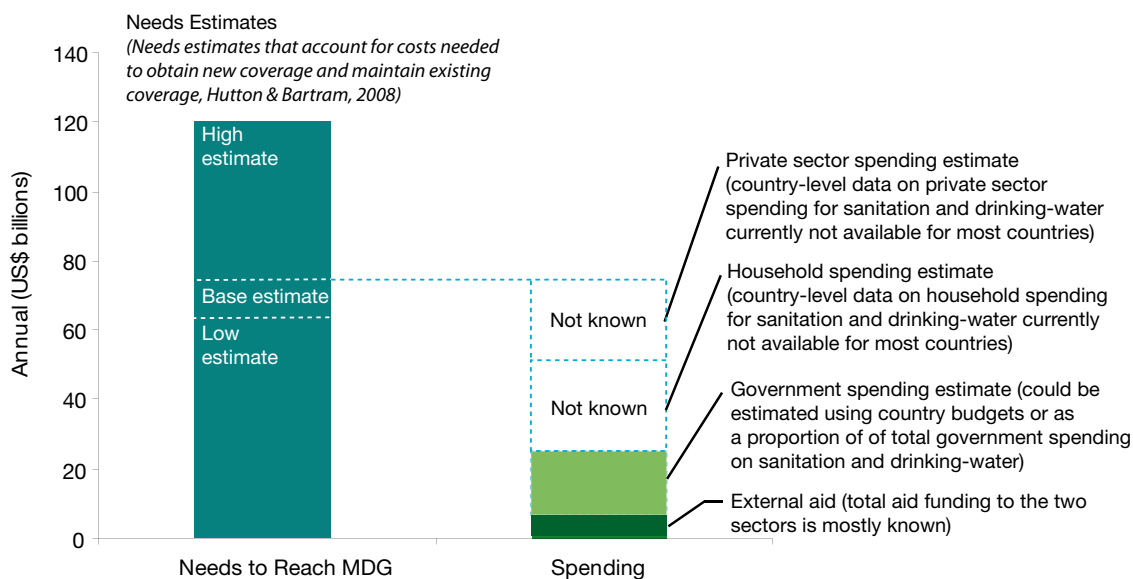 Needs Estimates
(Needs estimates that account for costs needed
to obtain new coverage and maintain existing
coverage, Hutton & Bartram, 2008)
Annual (US$ billions)
140
120
100
80
60
40
20
0
High
estimate
Base estimate
Low
estimate
Not known
Not known
Private sector spending estimate
(country-level data on private sector
spending for sanitation and drinking-water
currently not available for most countries)
Household spending estimate
(country-level data on household spending
for sanitation and drinking-water currently
not available for most countries)
Government spending estimate (could be
estimated using country budgets or as
a proportion of of total government spending
on sanitation and drinking-water)
External aid (total aid funding to the two
sectors is mostly known)
Needs to Reach MDG
Spending